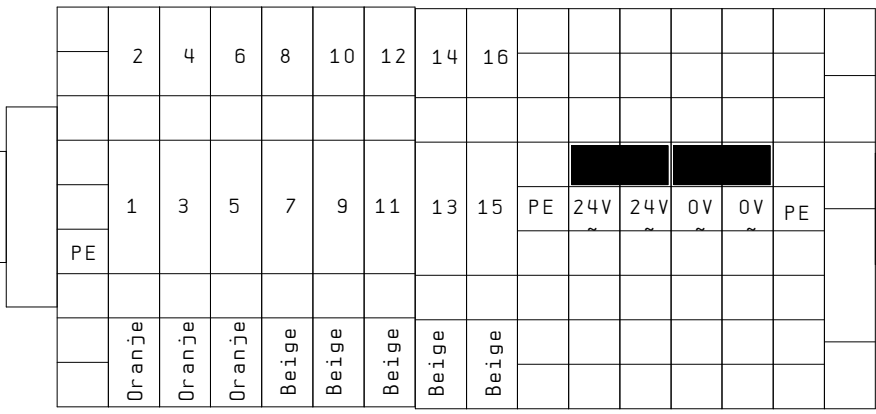 2 4 6 8 10 12 14 16
1 3 5 7 9 11 13 15 PE 24V 24V 0V 0V PE
~ ~ ~ ~
PE
Oranje Oranje Oranje Beige Beige Beige Beige Beige